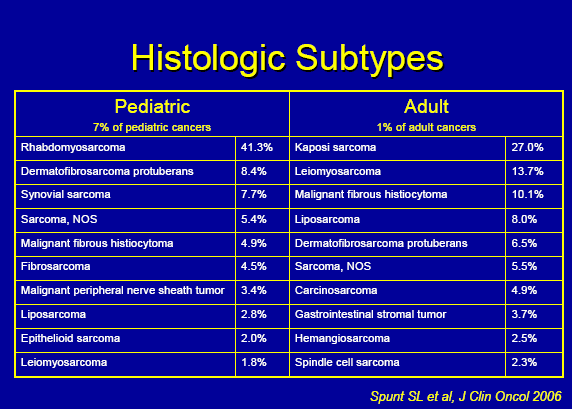 Histologic Subtypes
Pediatric Adult
7% of pediatric cancers 1% of adult cancers
Rhabdomyosarcoma 41.3% Kaposi sarcoma 27.0%
Dermatofibrosarcoma protuberans 8.4% Leiomyosarcoma 13.7%
Synovial sarcoma 7.7% Malignant fibrous histiocytoma 10.1%
Sarcoma, NOS 5.4% Liposarcoma 8.0%
Malignant fibrous histiocytoma 4.9% Dermatofibrosarcoma protuberans 6.5%
Fibrosarcoma 4.5% Sarcoma, NOS 5.5%
Malignant peripheral nerve sheath tumor 3.4% Carcinosarcoma 4.9%
Liposarcoma 2.8% Gastrointestinal stromal tumor 3.7%
Epithelioid sarcoma 2.0% Hemangiosarcoma 2.5%
Leiomyosarcoma 1.8% Spindle cell sarcoma 2.3%
Spunt SL et al, J Clin Oncol 2006